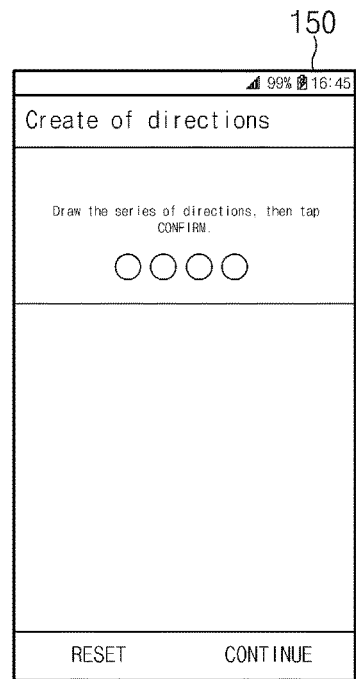 150
99% 16:45
Create of directions
Draw the series of directions, then tap
CONFIRM.
RESET CONTINUE